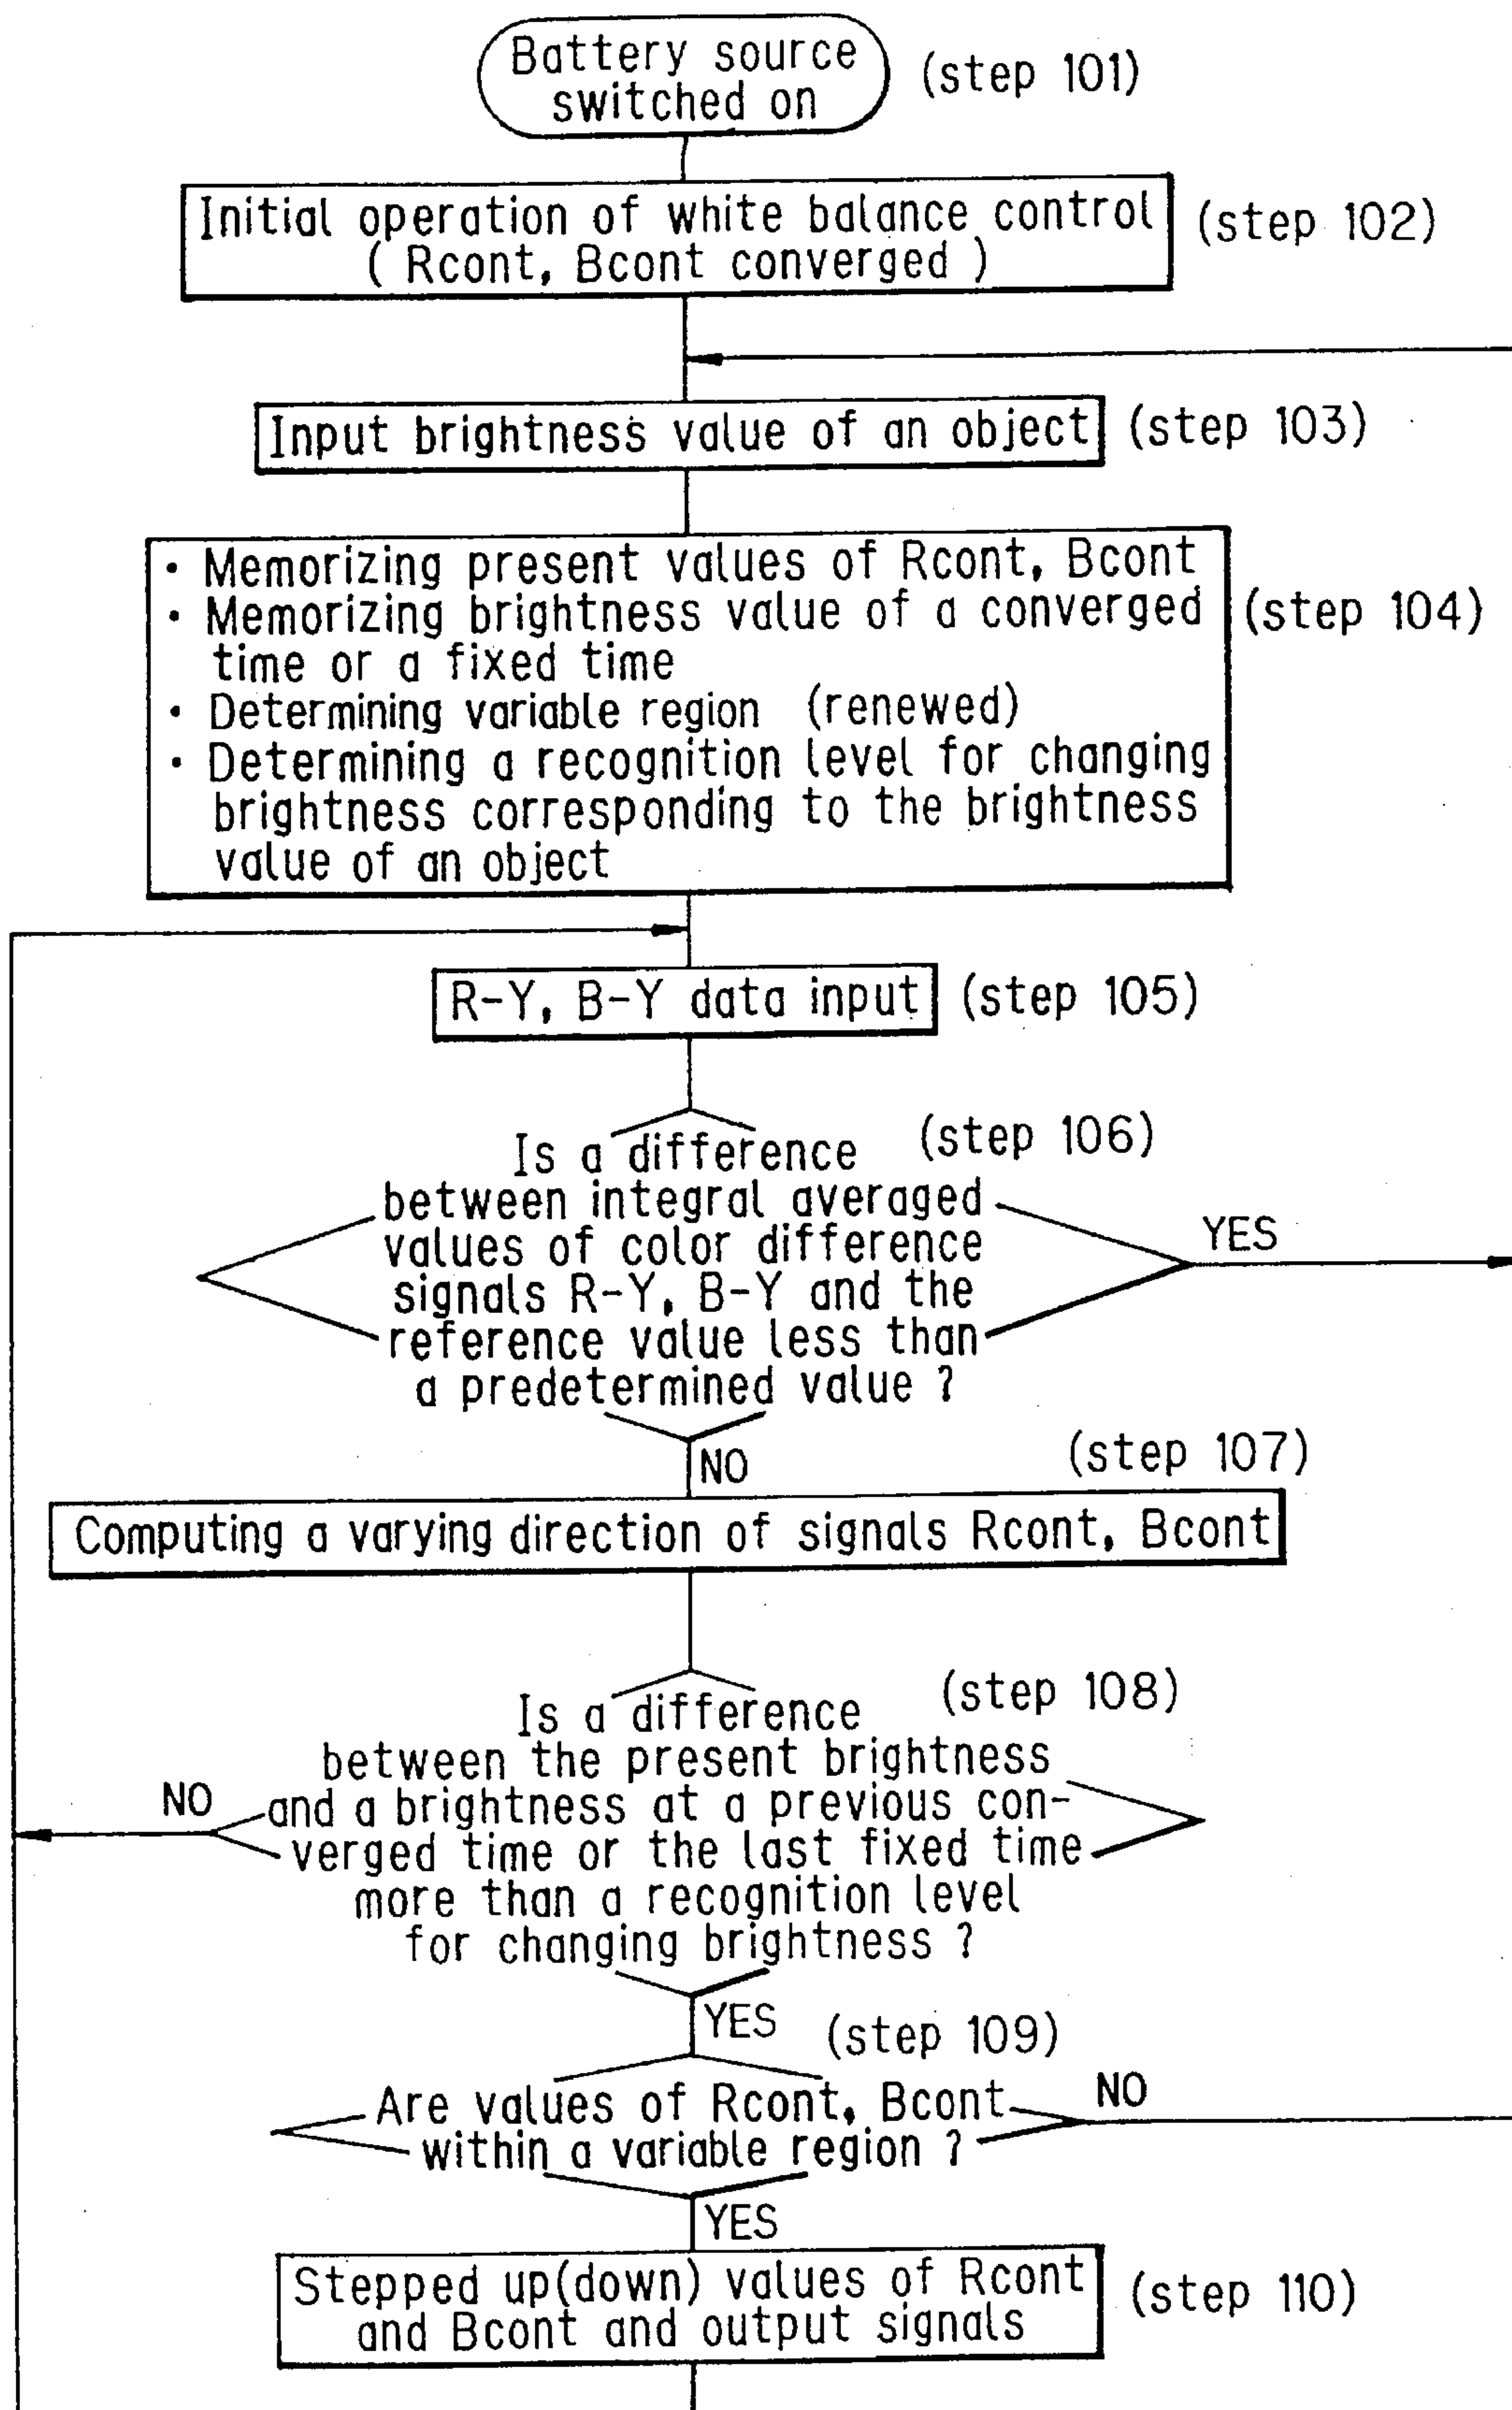 Battery source
switched on
(step 101)
Initial operation of white balance control
( Rcont, Bcont converged )
(step 102)
Input brightness value of an object
(step 103)
· Memorizing present values of Rcont, Bcont
· Memorizing brightness value of a converged
time or a fixed time
· Determining variable region (renewed)
· Determining a recognition level for changing
brightness corresponding to the brightness
value of an object
(step 104)
R-Y, B-Y data input
(step 105)
(step 106)
Is a difference
between integral averaged
values of color difference
signals R-Y, B-Y and the
reference value less than
a predetermined value ?
YES
NO
(step 107)
Computing a varying direction of signals Rcont, Bcont
(step 108)
Is a difference
between the present brightness
and a brightness at a previous con-
verged time or the last fixed time
more than a recognition level
for changing brightness ?
NO
YES
(step 109)
Are values of Rcont, Bcont
within a variable region ?
NO
YES
Stepped up(down) values of Rcont
and Bcont and output signals
(step 110)